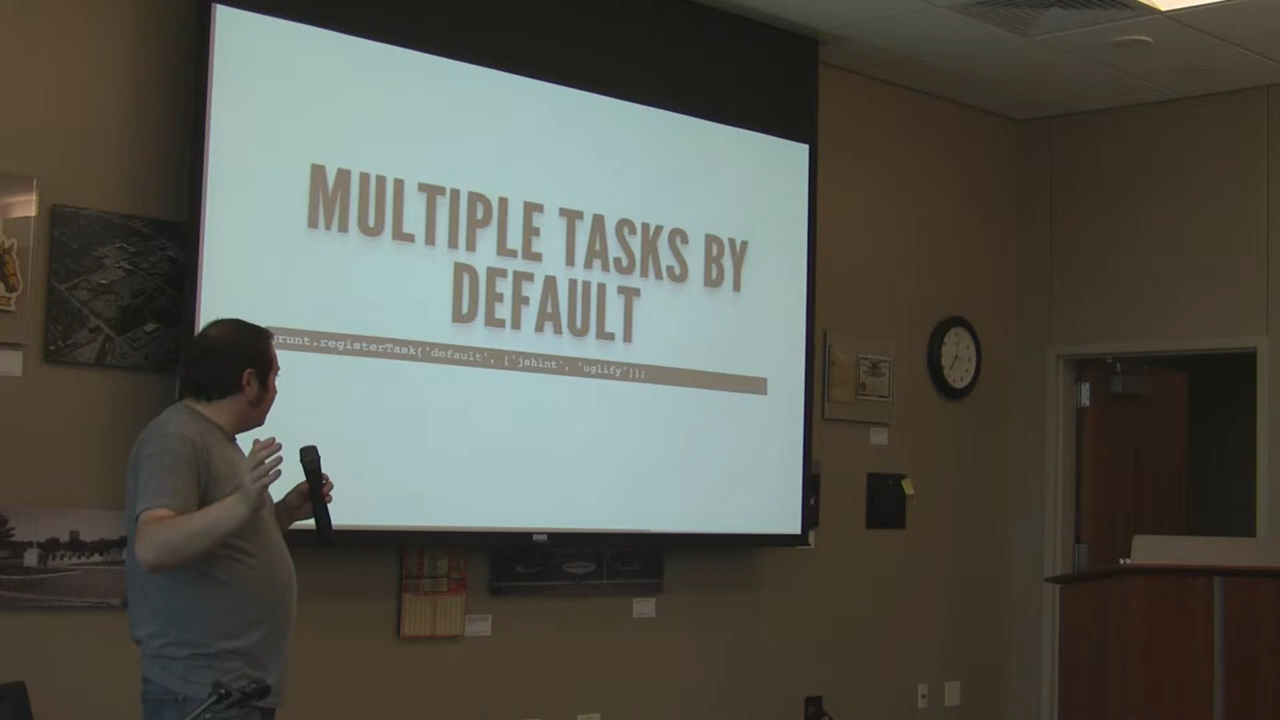 MULTIPLE TASKS BY
DEFAULT
grunt.registerTask('default', ['jshint', 'uglify']);